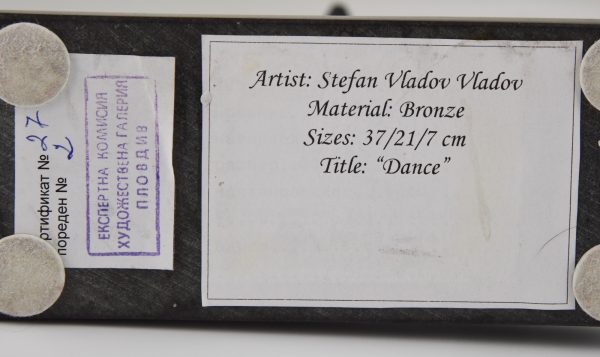 ртификат № 27
пореден № 2
ЕКСПЕРТНА КОМИСИЯ
ХУДОЖЕСТВЕНА ГАЛЕРИЯ
ПЛОВДИВ
Artist: Stefan Vladov Vladov
Material: Bronze
Sizes: 37/21/7 cm
Title: “Dance”